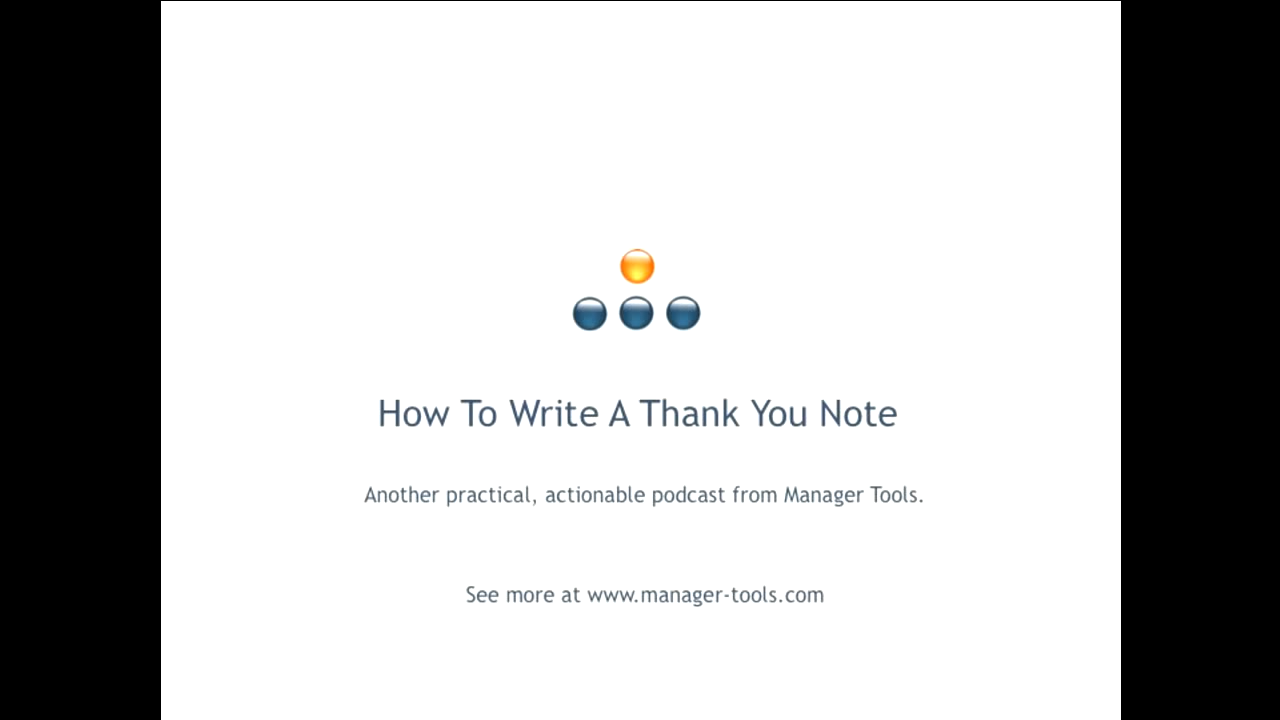 How To Write A Thank You Note
Another practical, actionable podcast from Manager Tools.
See more at www.manager-tools.com